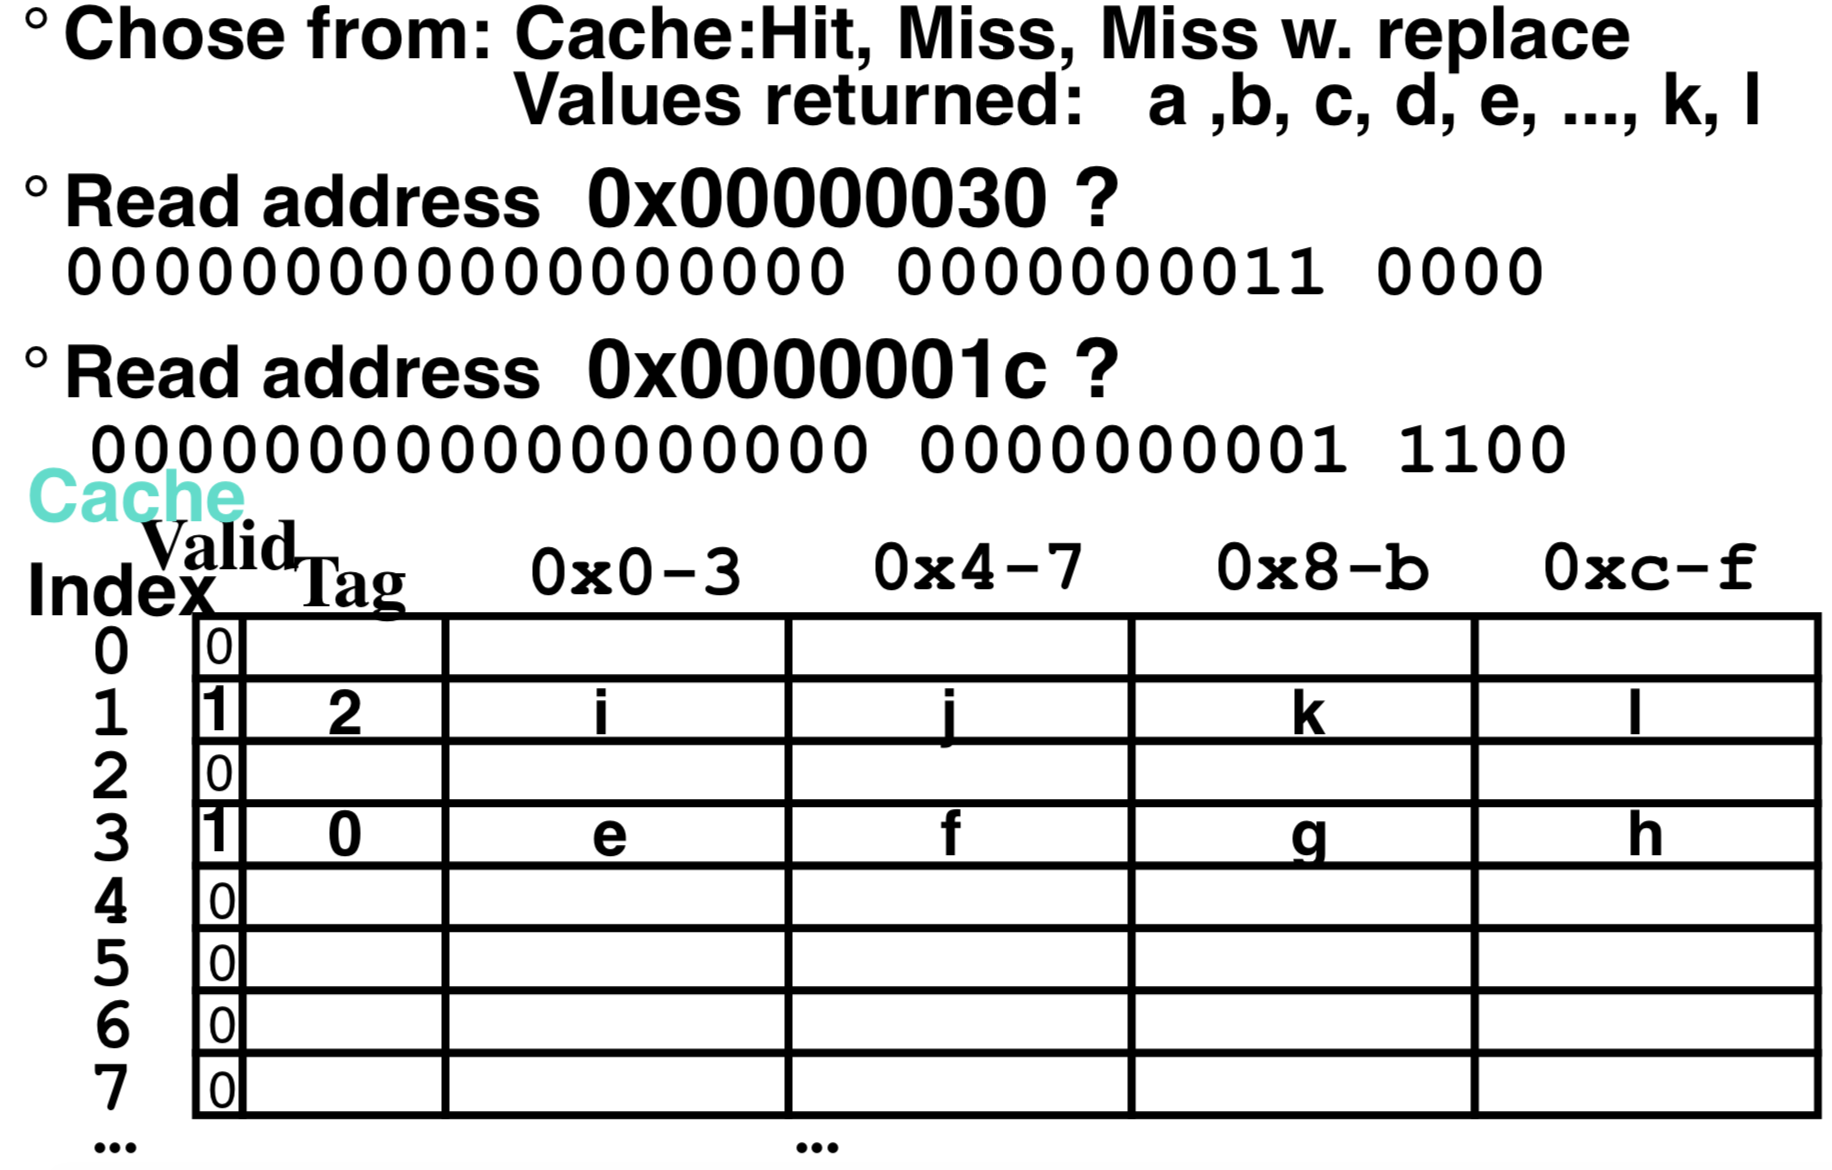 ° Chose from: Cache:Hit, Miss, Miss w. replace
Values returned: a ,b, c, d, e, ..., k, l
° Read address 0x00000030 ?
000000000000000000 0000000011 0000
° Read address 0x0000001c ?
000000000000000000 0000000001 1100
Cache
Valid
Index Tag 0x0-3 0x4-7 0x8-b 0xc-f
0 0
1 1 2 i j k l
2 0
3 1 0 e f g h
4 0
5 0
6 0
7 0
... ...